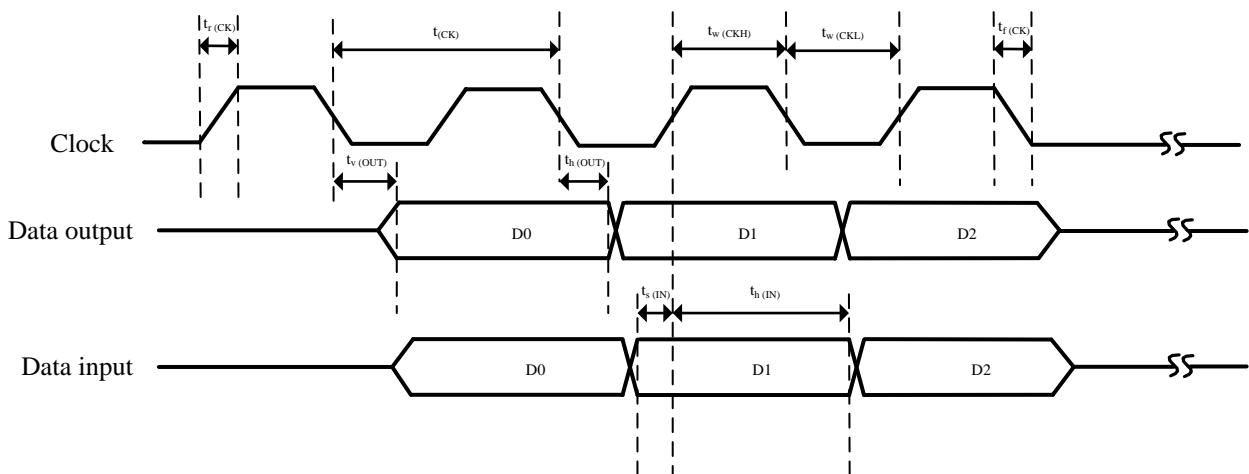 tr (CK)
t(CK)
tw (CKH)
tw (CKL)
tf (CK)
Clock
tv (OUT)
th (OUT)
Data output
D0
D1
D2
ts (IN)
th (IN)
Data input
D0
D1
D2